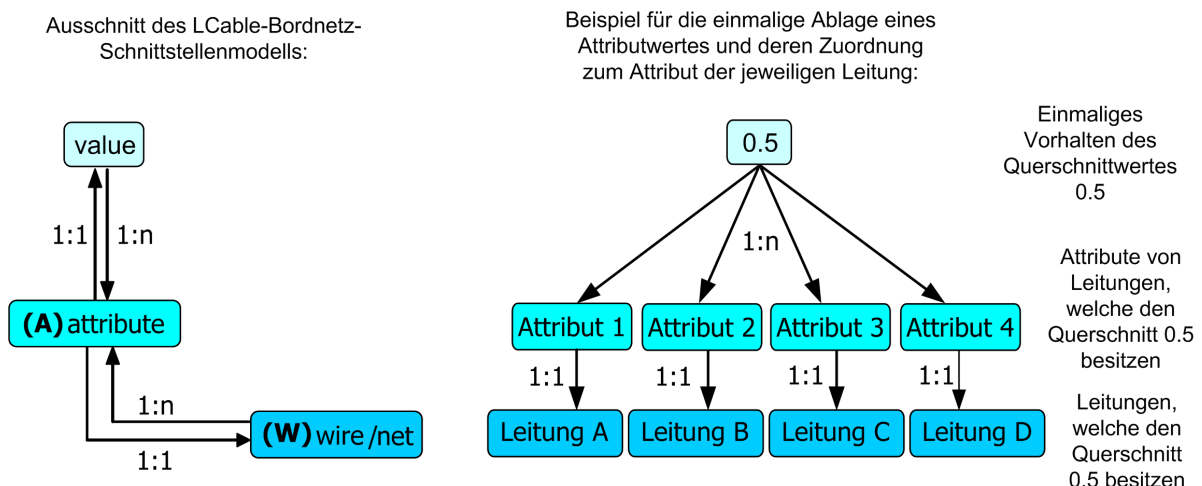 Ausschnitt des LCable-Bordnetz-
Schnittstellenmodells:
value
1:1
1:n
(A) attribute
1:n
(W) wire/net
1:1
Beispiel für die einmalige Ablage eines
Attributwertes und deren Zuordnung
zum Attribut der jeweiligen Leitung:
0.5
1:n
Attribut 1
Attribut 2
Attribut 3
Attribut 4
1:1
1:1
1:1
1:1
Leitung A
Leitung B
Leitung C
Leitung D
Einmaliges
Vorhalten des
Querschnittwertes
0.5
Attribute von
Leitungen,
welche den
Querschnitt 0.5
besitzen
Leitungen,
welche den
Querschnitt
0.5 besitzen